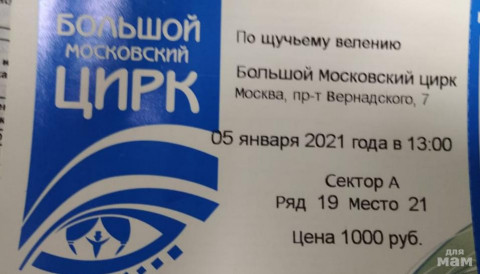 БОЛЬШОЙ
МОСКОВСКИЙ
ЦИРК
По щучьему велению
Большой Московский цирк
Москва, пр-т Вернадского, 7
05 января 2021 года в 13:00
Сектор А
Ряд 19 Место 21
Цена 1000 руб.
для
мам